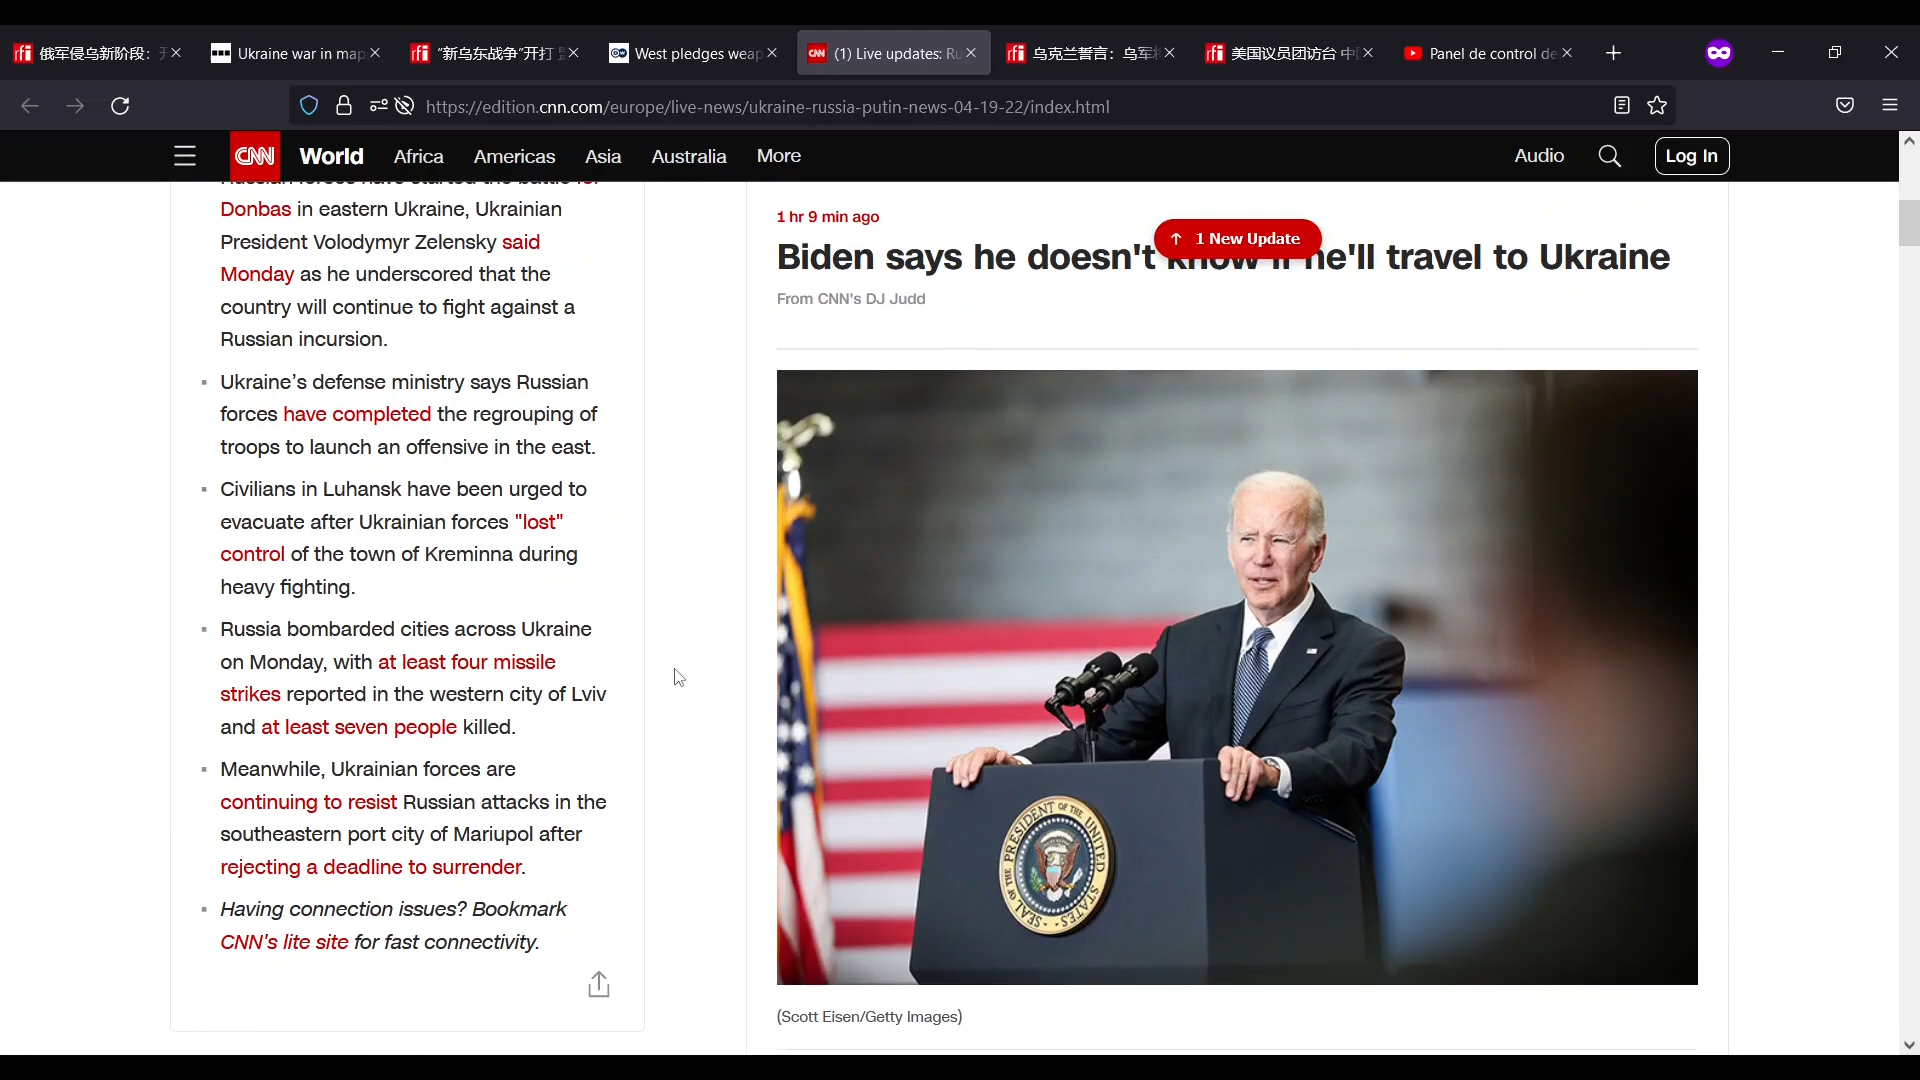 俄军侵乌新阶段：
Ukraine war in map
“新乌东战争”开打
West pledges weap
CNN (1) Live updates: Ru
乌克兰誓言：乌军
美国议员团访台 中
Panel de control de
https://edition.cnn.com/europe/live-news/ukraine-russia-putin-news-04-19-22/index.html
CNN World Africa Americas Asia Australia More Audio Log In
Russian forces have started the battle for
Donbas in eastern Ukraine, Ukrainian
President Volodymyr Zelensky said
Monday as he underscored that the
country will continue to fight against a
Russian incursion.
Ukraine’s defense ministry says Russian
forces have completed the regrouping of
troops to launch an offensive in the east.
Civilians in Luhansk have been urged to
evacuate after Ukrainian forces "lost"
control of the town of Kreminna during
heavy fighting.
Russia bombarded cities across Ukraine
on Monday, with at least four missile
strikes reported in the western city of Lviv
and at least seven people killed.
Meanwhile, Ukrainian forces are
continuing to resist Russian attacks in the
southeastern port city of Mariupol after
rejecting a deadline to surrender.
Having connection issues? Bookmark
CNN's lite site for fast connectivity.
1 hr 9 min ago
1 New Update
Biden says he doesn't know if he'll travel to Ukraine
From CNN's DJ Judd
SEAL OF THE PRESIDENT OF THE UNITED STATES
(Scott Eisen/Getty Images)